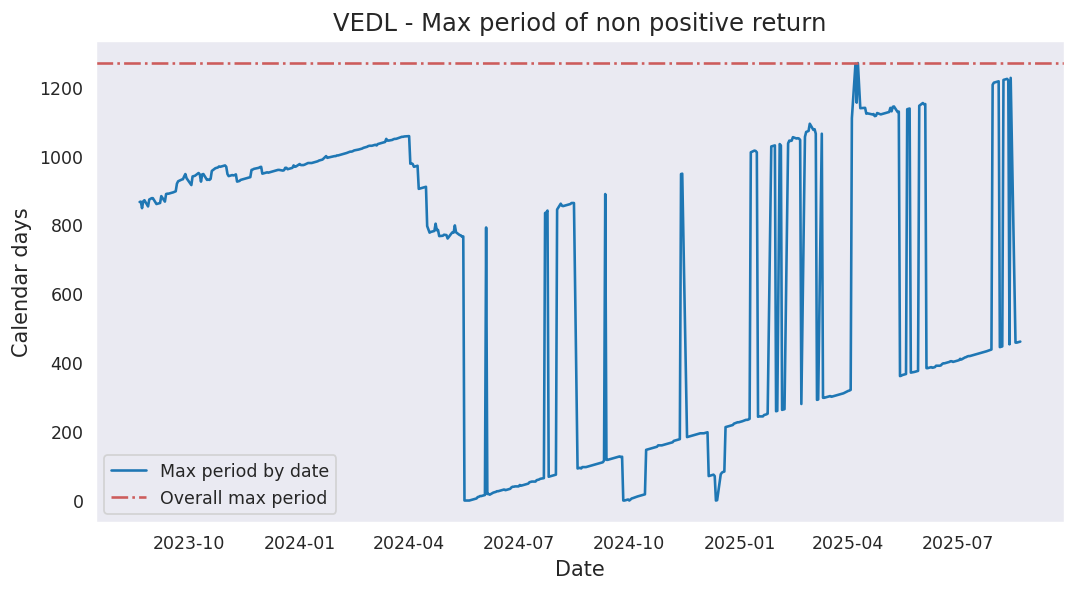 VEDL - Max period of non positive return
Calendar days
1200
1000
800
600
400
200
0
Max period by date
Overall max period
2023-10 2024-01 2024-04 2024-07 2024-10 2025-01 2025-04 2025-07
Date